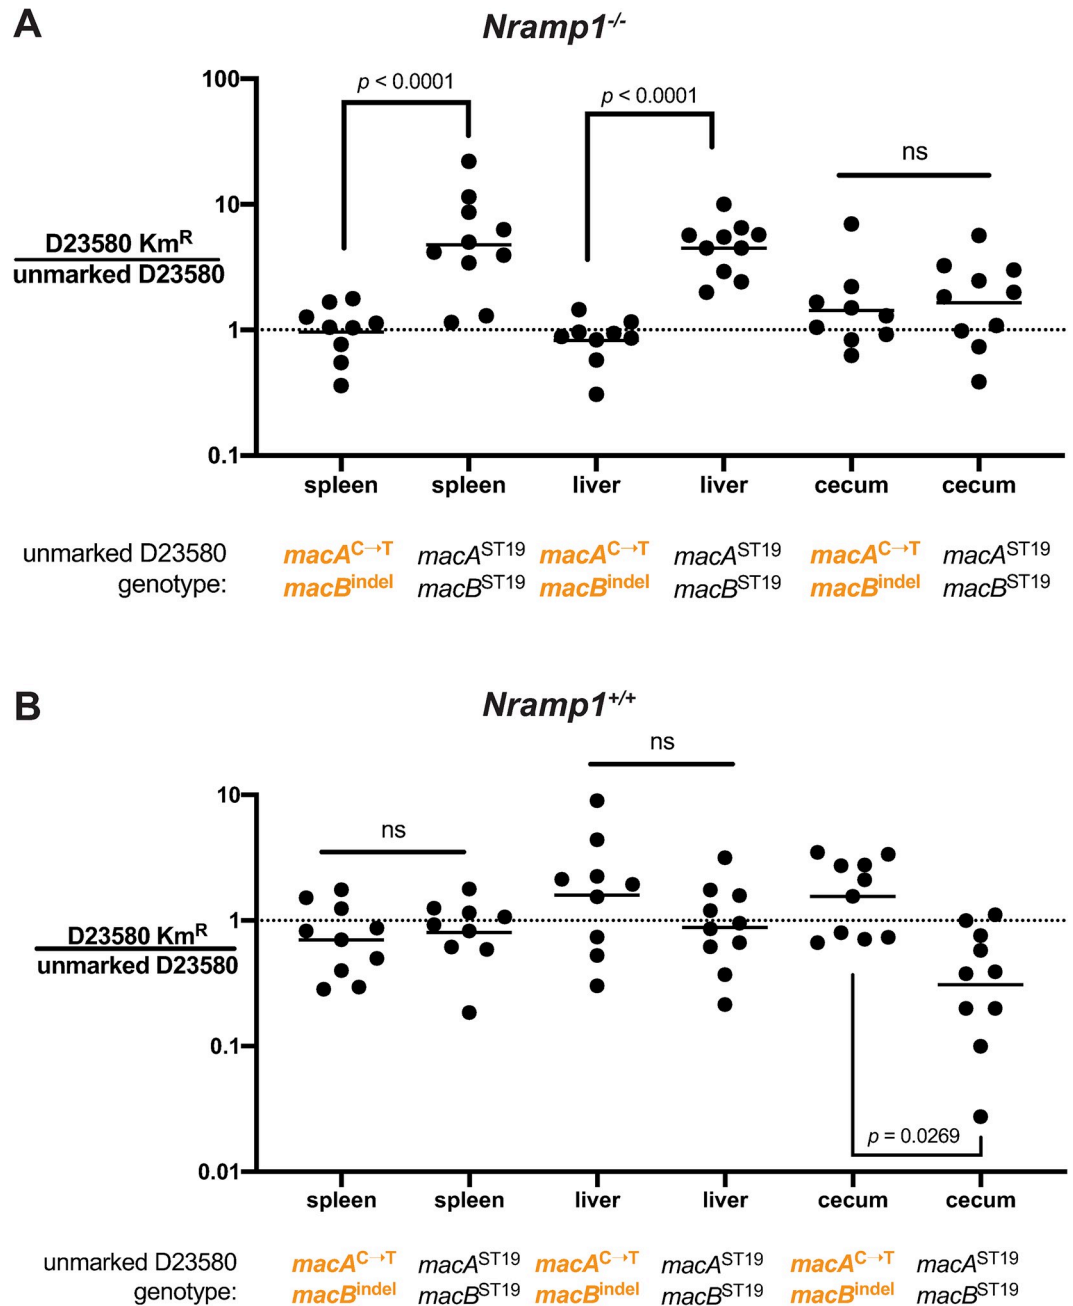 A
Nramp1-/-
100
p < 0.0001
p < 0.0001
ns
10
D23580 KmR
unmarked D23580
1
0.1
spleen spleen liver liver cecum cecum
unmarked D23580 macAC→T macAST19 macAC→T macAST19 macAC→T macAST19
genotype: macBindel macBST19 macBindel macBST19 macBindel macBST19
B
Nramp1+/+
ns
10
ns
1
D23580 KmR
unmarked D23580
0.1
p = 0.0269
0.01
spleen spleen liver liver cecum cecum
unmarked D23580 macAC→T macAST19 macAC→T macAST19 macAC→T macAST19
genotype: macBindel macBST19 macBindel macBST19 macBindel macBST19